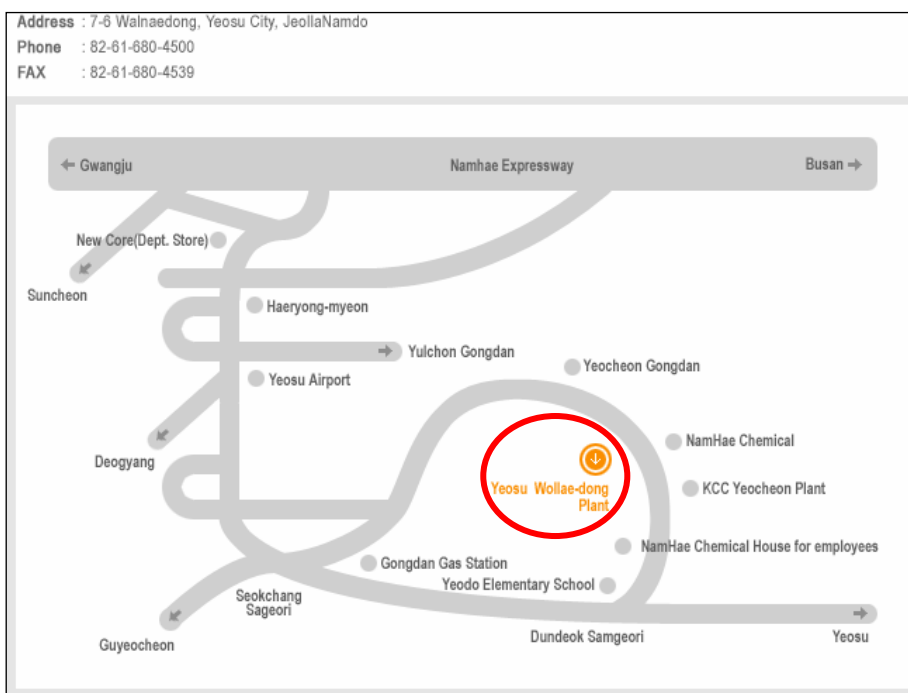 Address : 7-6 Walnaedong, Yeosu City, JeollaNamdo
Phone : 82-61-680-4500
FAX : 82-61-680-4539
Gwangju
Namhae Expressway
Busan
New Core(Dept. Store)
Suncheon
Haeryong-myeon
Yulchon Gongdan
Yeocheon Gongdan
Yeosu Airport
Deogyang
NamHae Chemical
Yeosu Wollae-dong
Plant
KCC Yeocheon Plant
NamHae Chemical House for employees
Gongdan Gas Station
Yeodo Elementary School
Seokchang
Sageori
Guyeocheon
Dundeok Samgeori
Yeosu